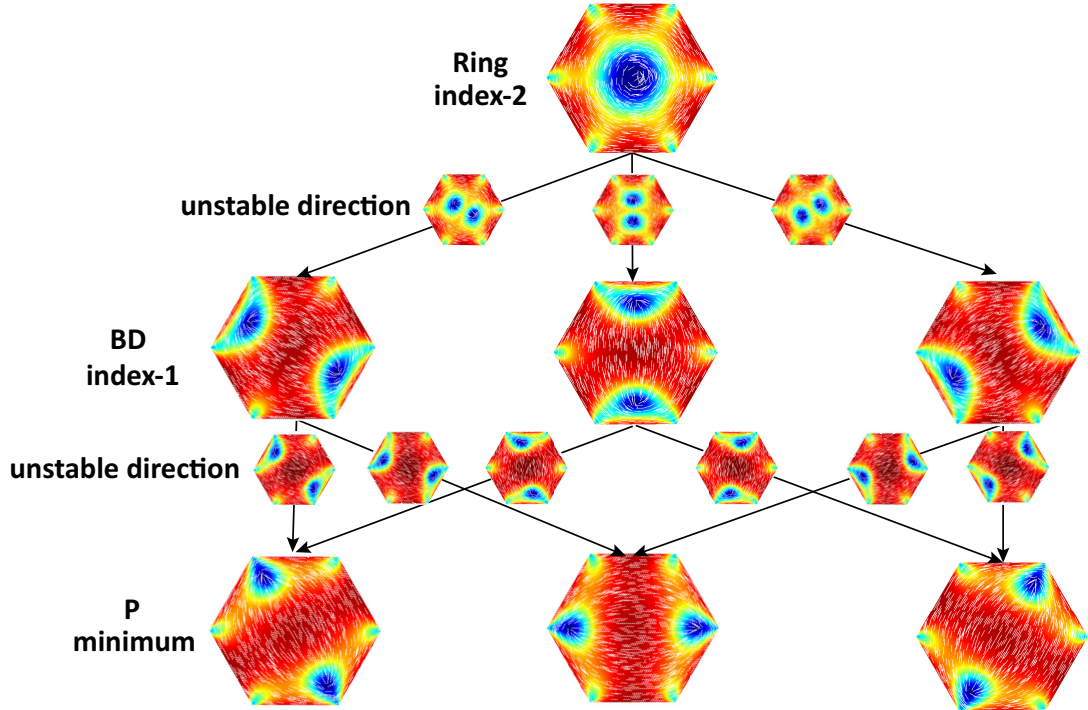 Ring
index-2
unstable direction
BD
index-1
unstable direction
P
minimum